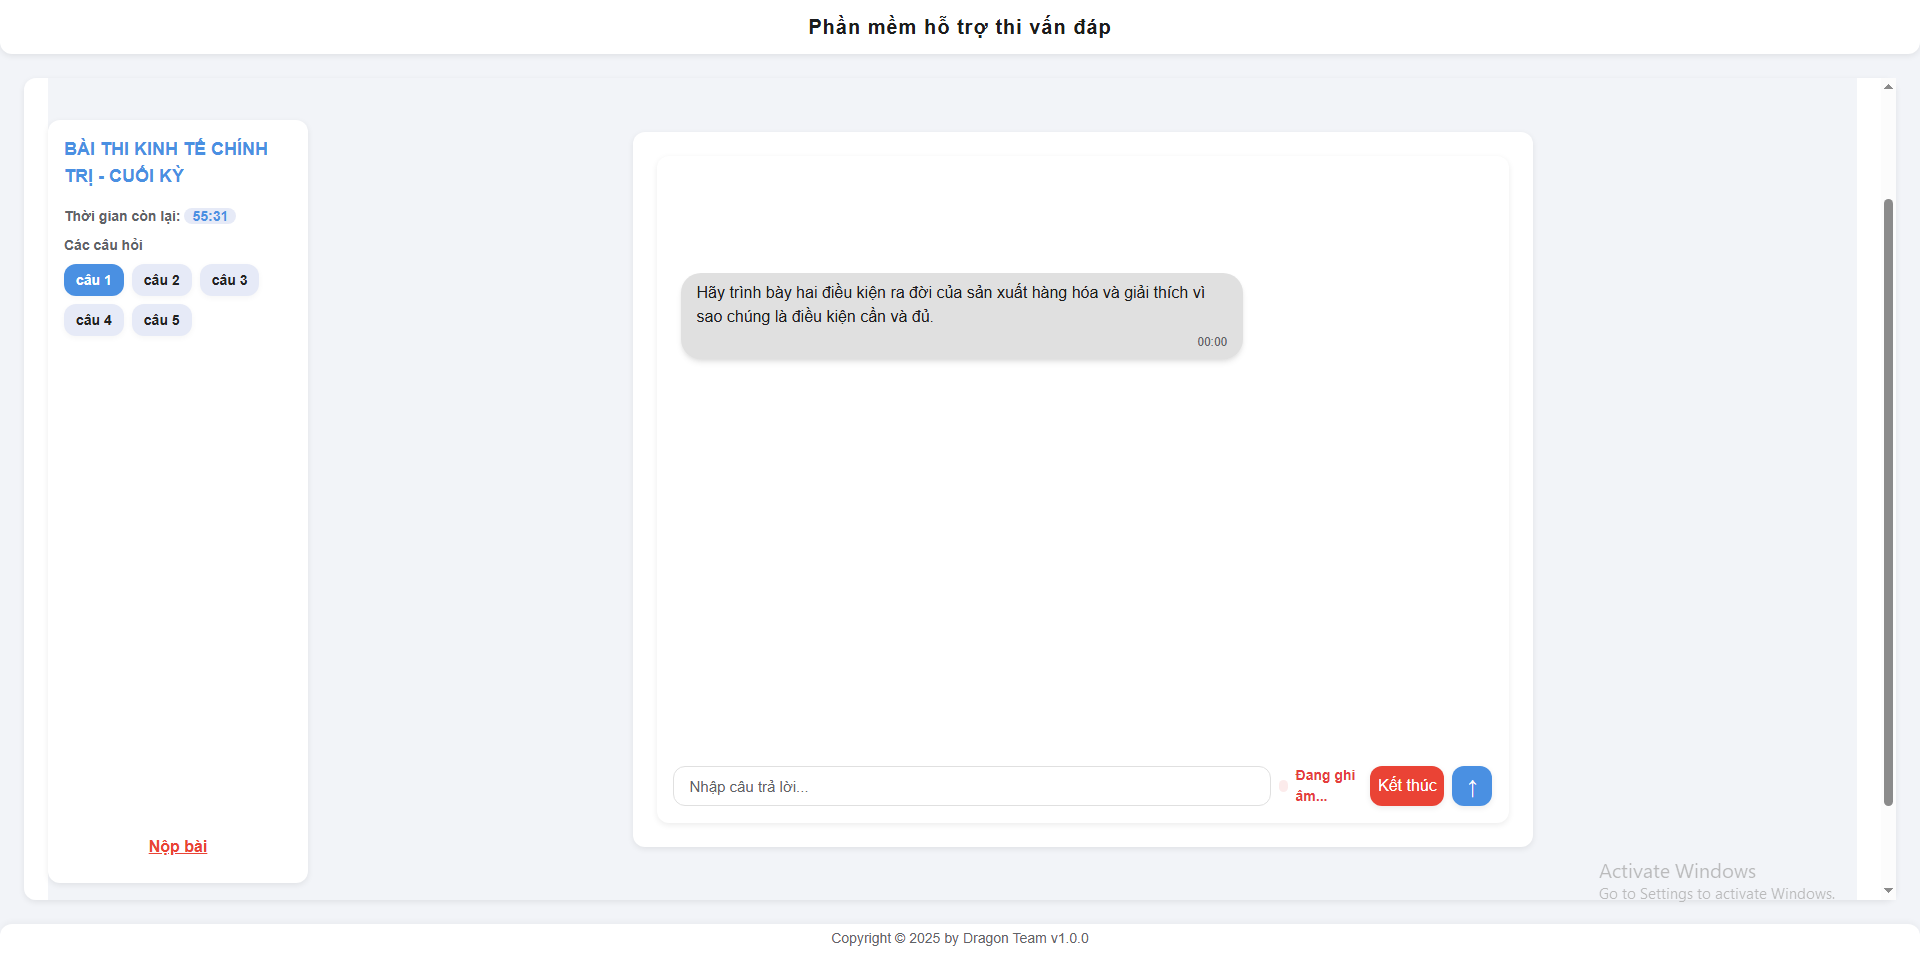 Phần mềm hỗ trợ thi vấn đáp
BÀI THI KINH TẾ CHÍNH
TRỊ - CUỐI KỲ
Thời gian còn lại: 55:31
Các câu hỏi
câu 1 câu 2 câu 3
câu 4 câu 5
Nộp bài
Hãy trình bày hai điều kiện ra đời của sản xuất hàng hóa và giải thích vì
sao chúng là điều kiện cần và đủ.
00:00
Nhập câu trả lời...
Đang ghi
âm...
Kết thúc
↑
Activate Windows
Go to Settings to activate Windows.
Copyright © 2025 by Dragon Team v1.0.0